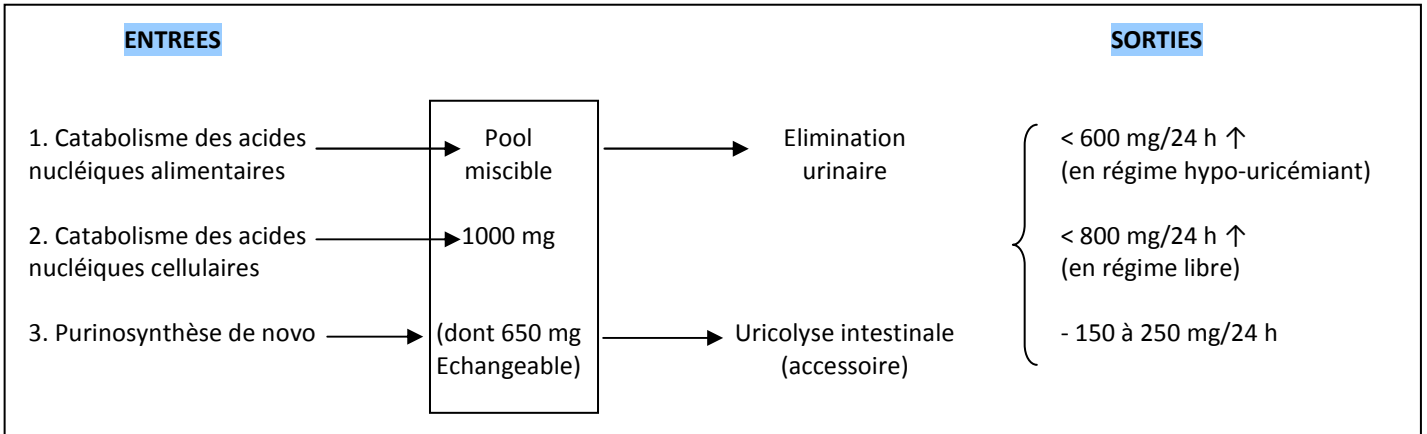 ENTREES
SORTIES
1. Catabolisme des acides
nucléiques alimentaires
Pool
miscible
Elimination
urinaire
< 600 mg/24 h ↑
(en régime hypo-uricémiant)
2. Catabolisme des acides
nucléiques cellulaires
1000 mg
< 800 mg/24 h ↑
(en régime libre)
3. Purinosynthèse de novo
(dont 650 mg
Echangeable)
Uricolyse intestinale
(accessoire)
- 150 à 250 mg/24 h